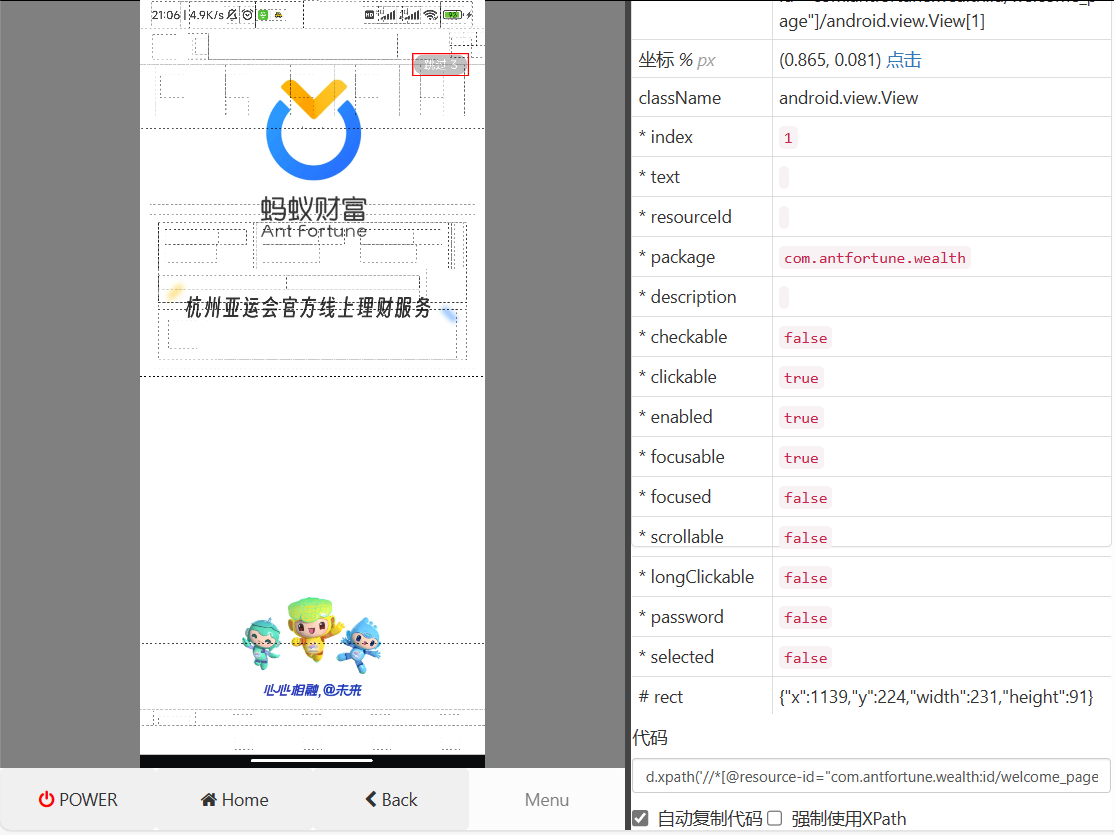 21:06 | 4.9K/s
92
跳过 3
蚂蚁财富
Ant Fortune
杭州亚运会官方线上理财服务
心心相融,@未来
POWER
Home
Back
Menu
age"]/android.view.View[1]
坐标 % px
(0.865, 0.081) 点击
className
android.view.View
* index
1
* text
* resourceId
* package
com.antfortune.wealth
* description
* checkable
false
* clickable
true
* enabled
true
* focusable
true
* focused
false
* scrollable
false
* longClickable
false
* password
false
* selected
false
# rect
{"x":1139,"y":224,"width":231,"height":91}
代码
d.xpath('//*[@resource-id="com.antfortune.wealth:id/welcome_page
自动复制代码
强制使用XPath